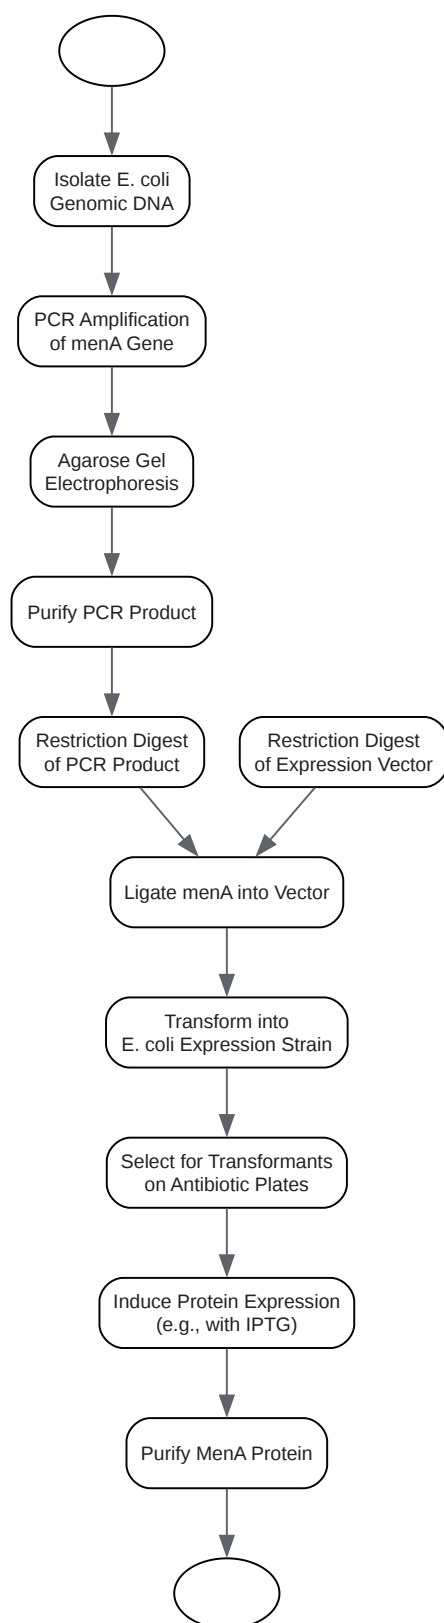 Isolate E. coli
Genomic DNA
PCR Amplification
of menA Gene
Agarose Gel
Electrophoresis
Purify PCR Product
Restriction Digest
of PCR Product
Restriction Digest
of Expression Vector
Ligate menA into Vector
Transform into
E. coli Expression Strain
Select for Transformants
on Antibiotic Plates
Induce Protein Expression
(e.g., with IPTG)
Purify MenA Protein